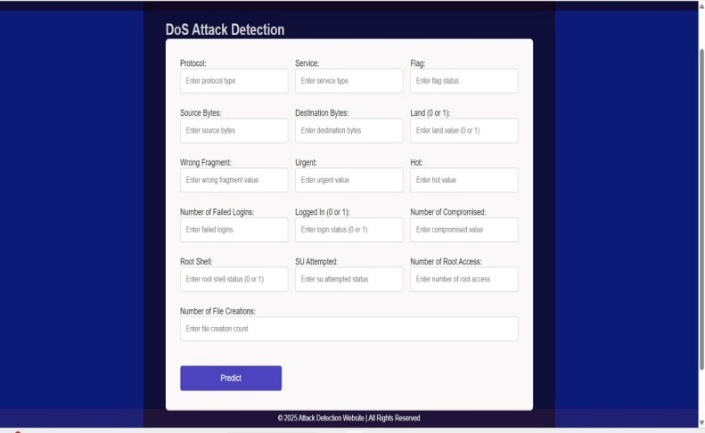 DoS Attack Detection
Protocol: Service: Flag:
Enter protocol type Enter service type Enter flag status
Source Bytes: Destination Bytes: Land (0 or 1):
Enter source bytes Enter destination bytes Enter land value (0 or 1)
Wrong Fragment: Urgent: Hot:
Enter wrong fragment value Enter urgent value Enter hot value
Number of Failed Logins: Logged In (0 or 1): Number of Compromised:
Enter failed logins Enter login status (0 or 1) Enter compromised value
Root Shell: SU Attempted: Number of Root Access:
Enter root shell status (0 or 1) Enter su attempted status Enter number of root access
Number of File Creations:
Enter file creation count
Predict
© 2025 Attack Detection Website | All Rights Reserved